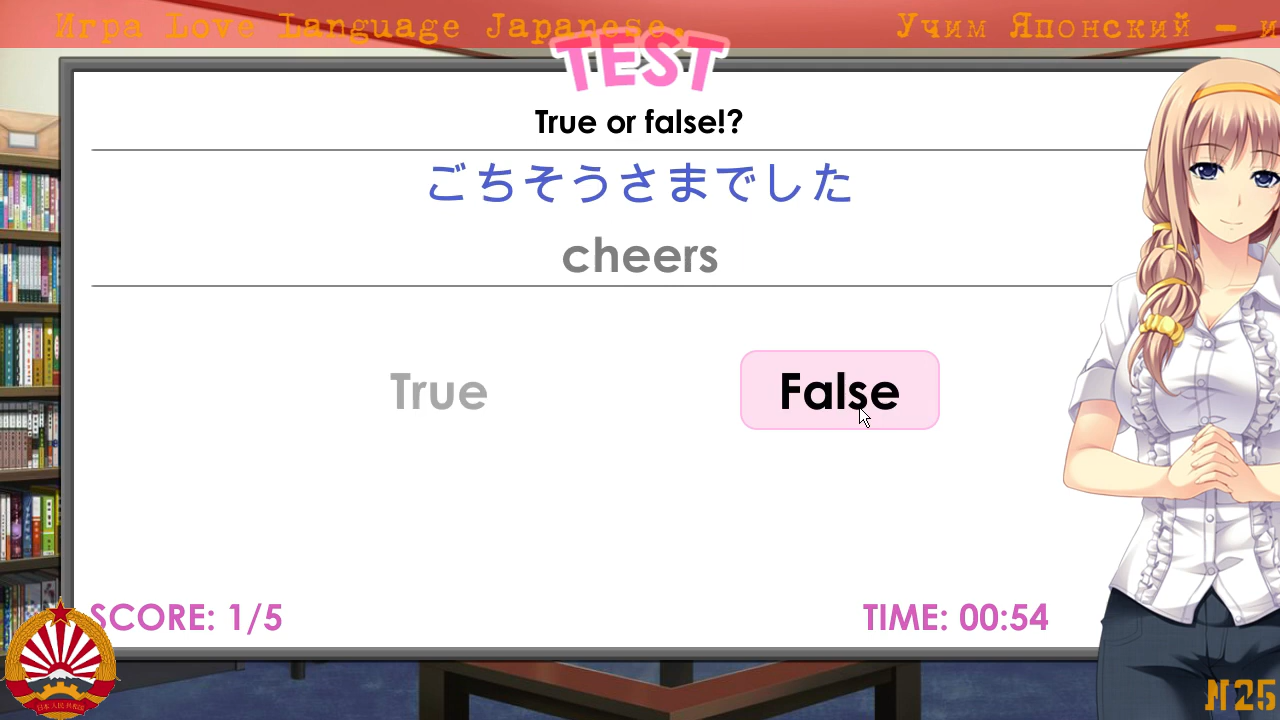 Игра Love Language Japanese.
Учим Японский – и
TEST
True or false!?
ごちそうさまでした
cheers
True
False
SCORE: 1/5
TIME: 00:54
N25